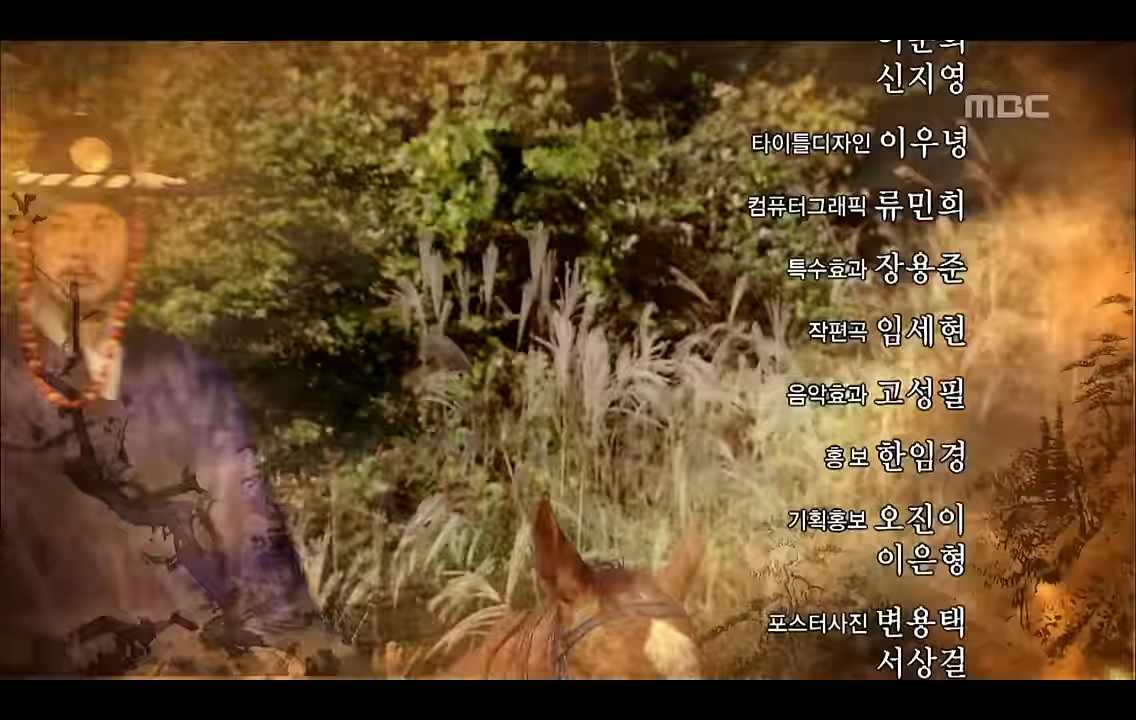 신지영
MBC
타이틀디자인 이우녕
컴퓨터그래픽 류민희
특수효과 장용준
작편곡 임세현
음악효과 고성필
홍보 한임경
기획홍보 오진이
이은형
포스터사진 변용택
서상걸